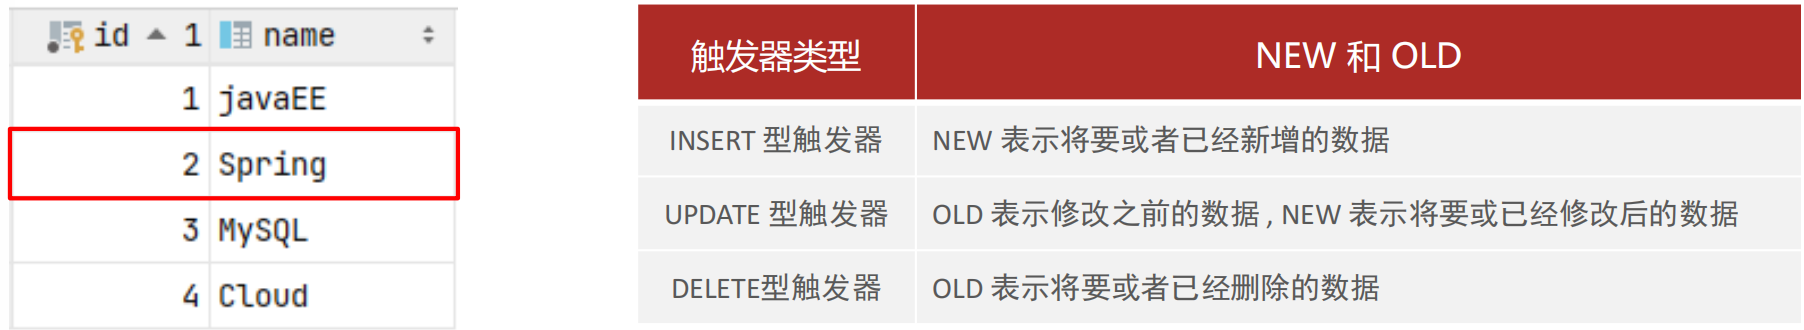 id 1 name
1 javaEE
2 Spring
3 MySQL
4 Cloud
触发器类型 NEW 和 OLD
INSERT 型触发器 NEW 表示将要或者已经新增的数据
UPDATE 型触发器 OLD 表示修改之前的数据 , NEW 表示将要或已经修改后的数据
DELETE型触发器 OLD 表示将要或者已经删除的数据